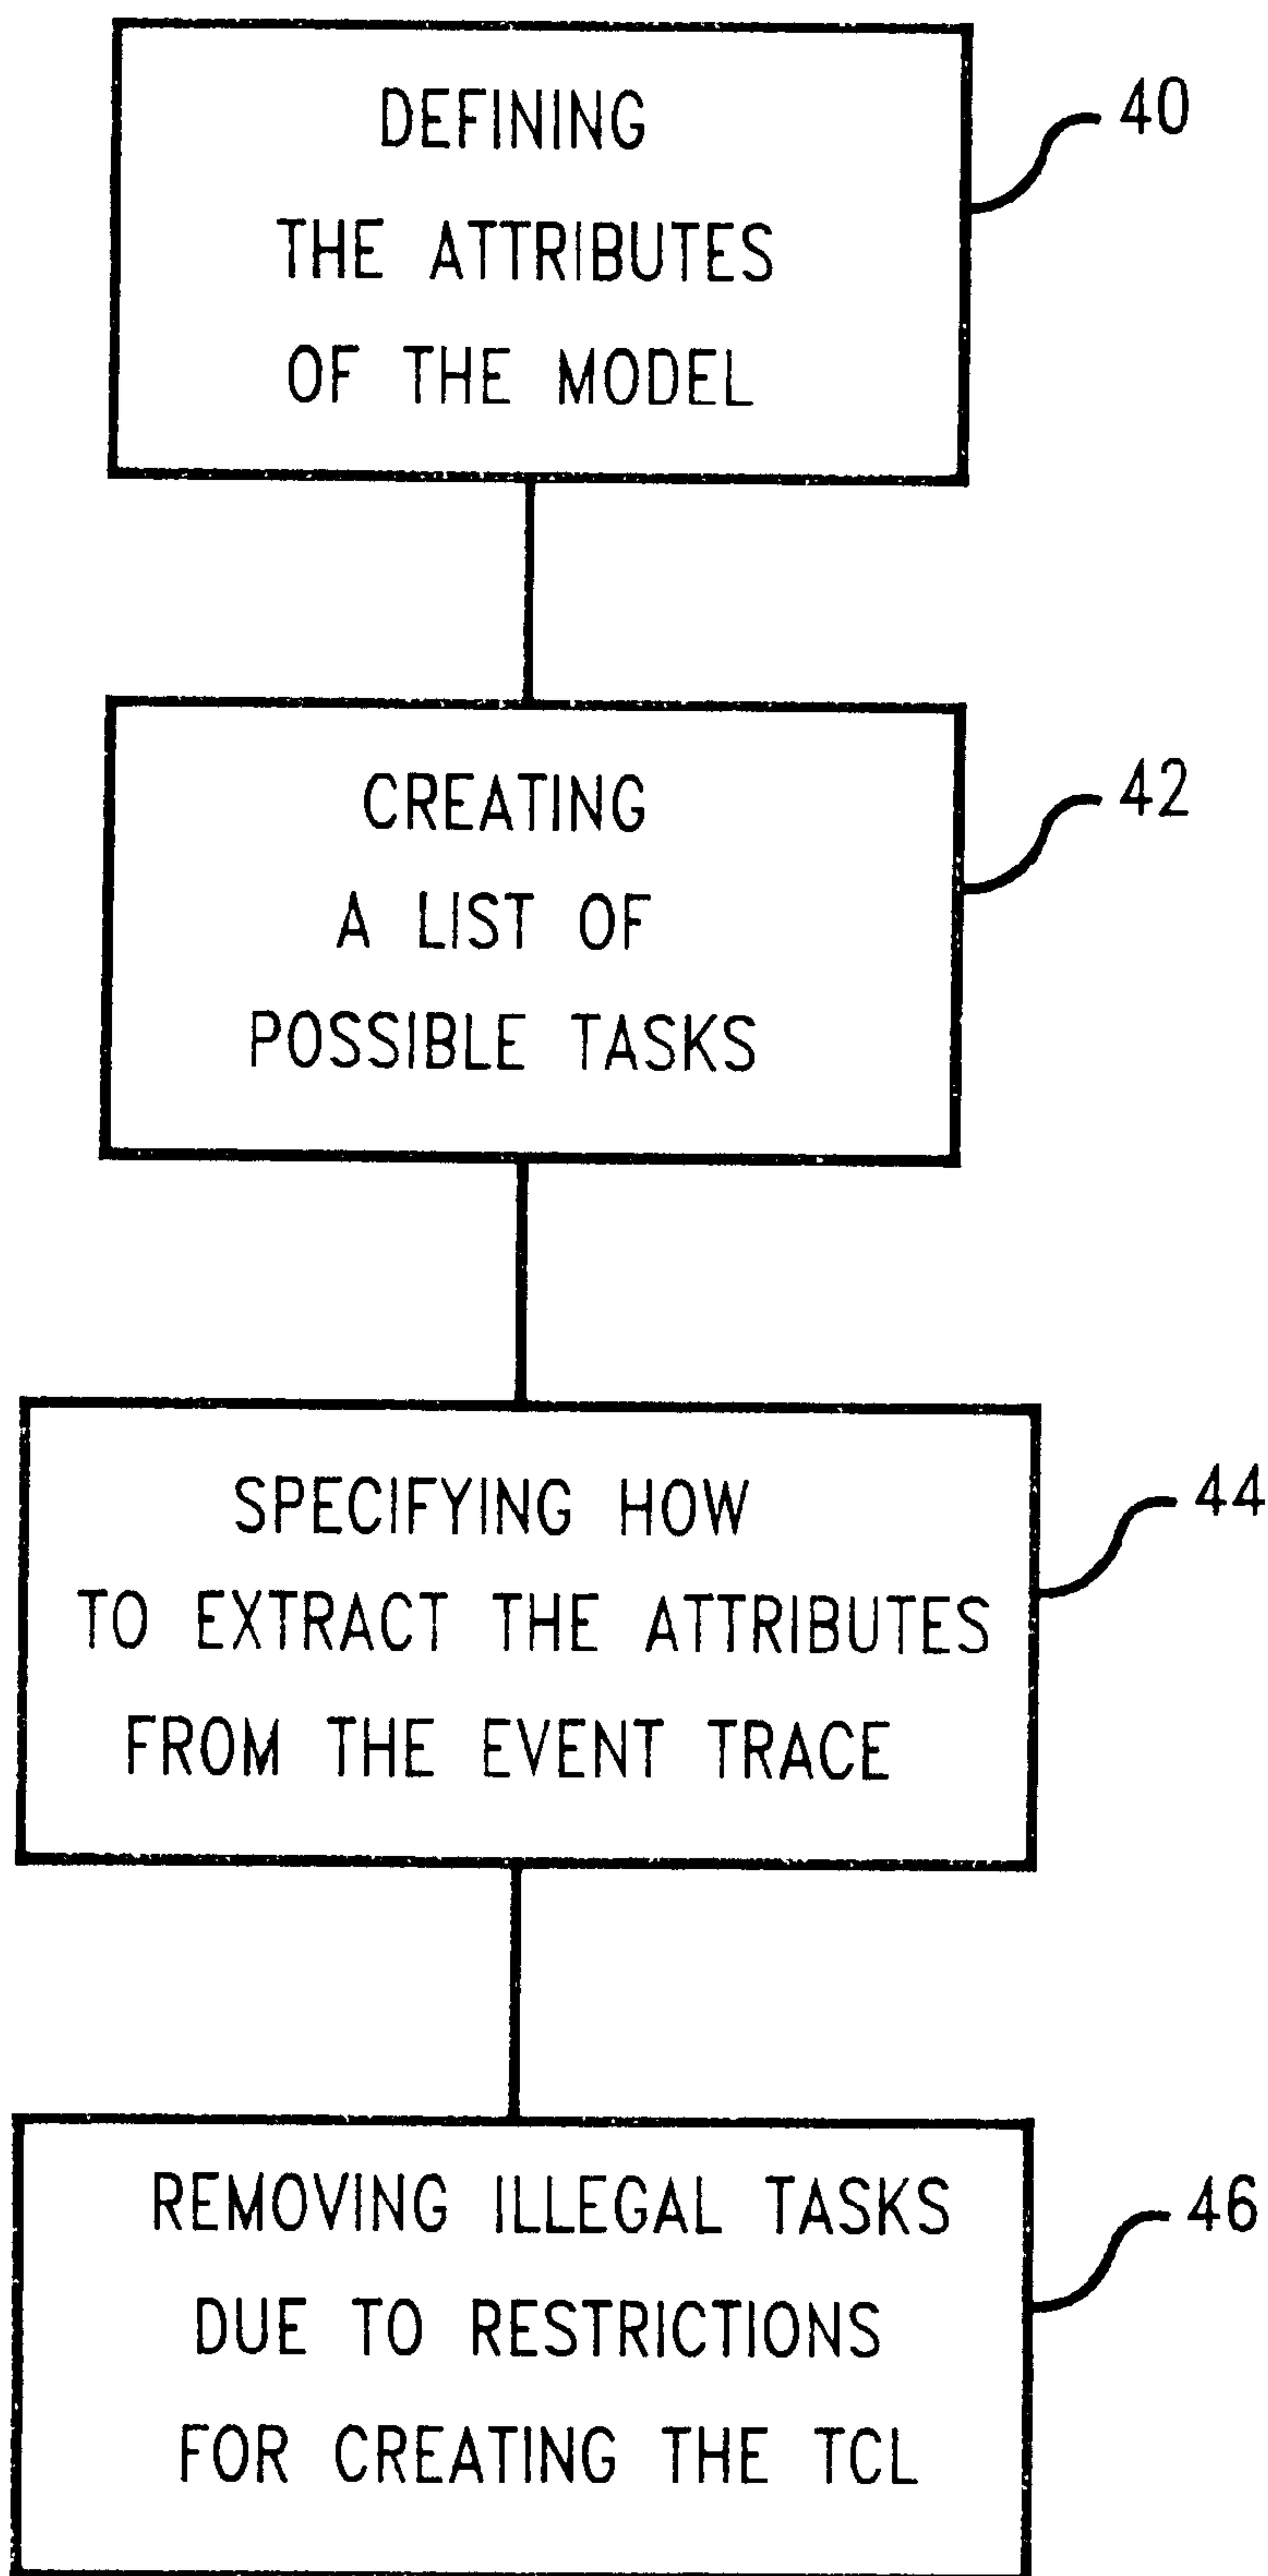 DEFINING
THE ATTRIBUTES
OF THE MODEL
40
CREATING
A LIST OF
POSSIBLE TASKS
42
SPECIFYING HOW
TO EXTRACT THE ATTRIBUTES
FROM THE EVENT TRACE
44
REMOVING ILLEGAL TASKS
DUE TO RESTRICTIONS
FOR CREATING THE TCL
46